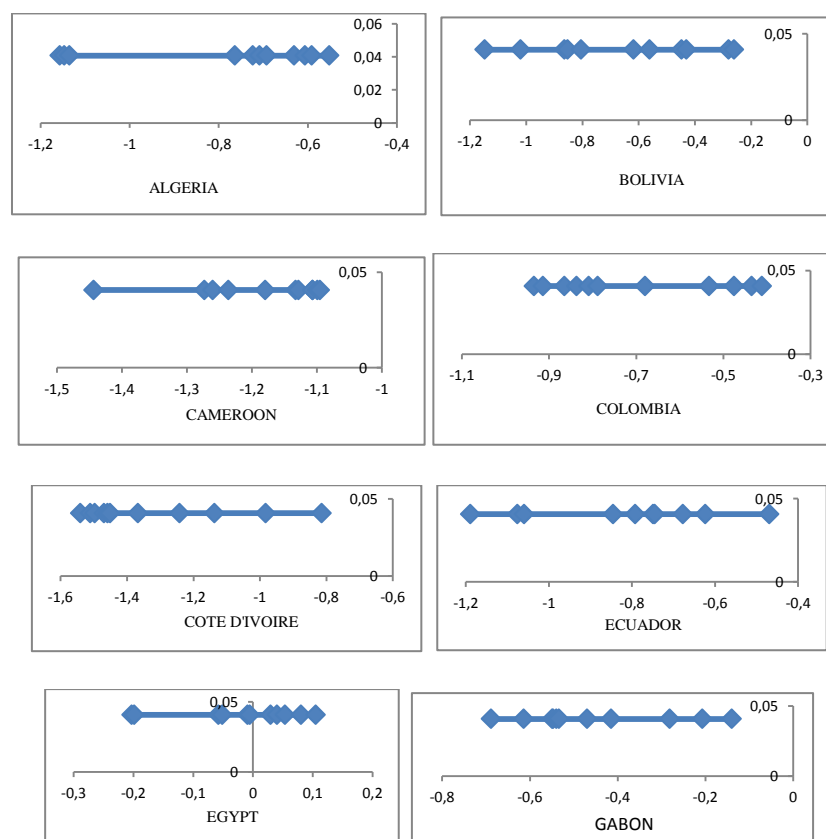 0,06
0,04
0,02
0
-1,2 -1 -0,8 -0,6 -0,4
ALGERIA
0,05
0
-1,2 -1 -0,8 -0,6 -0,4 -0,2 0
BOLIVIA
0,05
0
-1,5 -1,4 -1,3 -1,2 -1,1 -1
CAMEROON
0,05
0
-1,1 -0,9 -0,7 -0,5 -0,3
COLOMBIA
0,05
0
-1,6 -1,4 -1,2 -1 -0,8 -0,6
COTE D'IVOIRE
0,05
0
-1,2 -1 -0,8 -0,6 -0,4
ECUADOR
0,05
0
-0,3 -0,2 -0,1 0 0,1 0,2
EGYPT
0,05
0
-0,8 -0,6 -0,4 -0,2 0
GABON